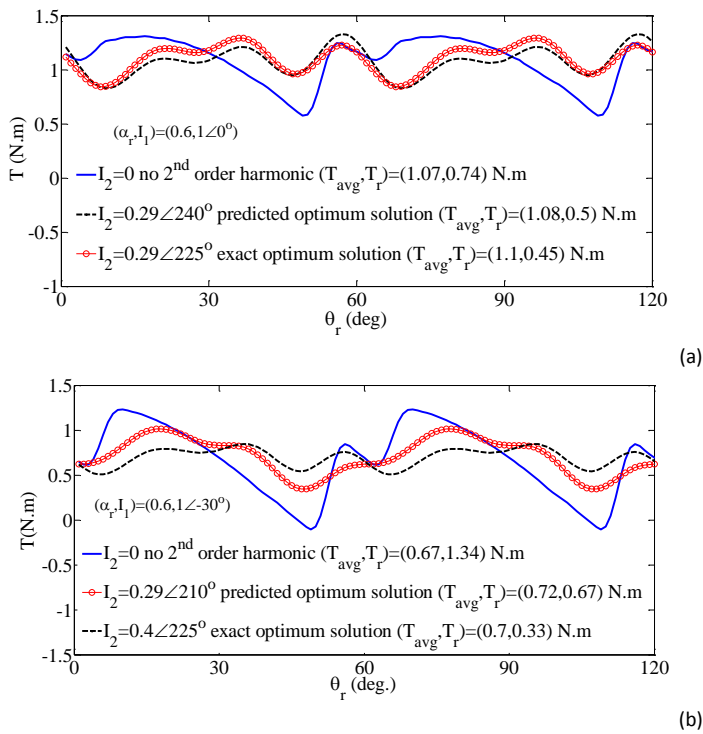 1.5
1
0.5
0
-0.5
-1
T (N.m)
(α_r,I_1)=(0.6,1∠0°)
I_2=0 no 2^nd order harmonic (T_avg,T_r)=(1.07,0.74) N.m
I_2=0.29∠240° predicted optimum solution (T_avg,T_r)=(1.08,0.5) N.m
I_2=0.29∠225° exact optimum solution (T_avg,T_r)=(1.1,0.45) N.m
0 30 60 90 120
θ_r (deg)
(a)
1.5
1
0.5
0
0.5
1
-1.5
T(N.m)
(α_r,I_1)=(0.6,1∠-30°)
I_2=0 no 2^nd order harmonic (T_avg,T_r)=(0.67,1.34) N.m
I_2=0.29∠210° predicted optimum solution (T_avg,T_r)=(0.72,0.67) N.m
I_2=0.4∠225° exact optimum solution (T_avg,T_r)=(0.7,0.33) N.m
0 30 60 90 120
θ_r (deg.)
(b)